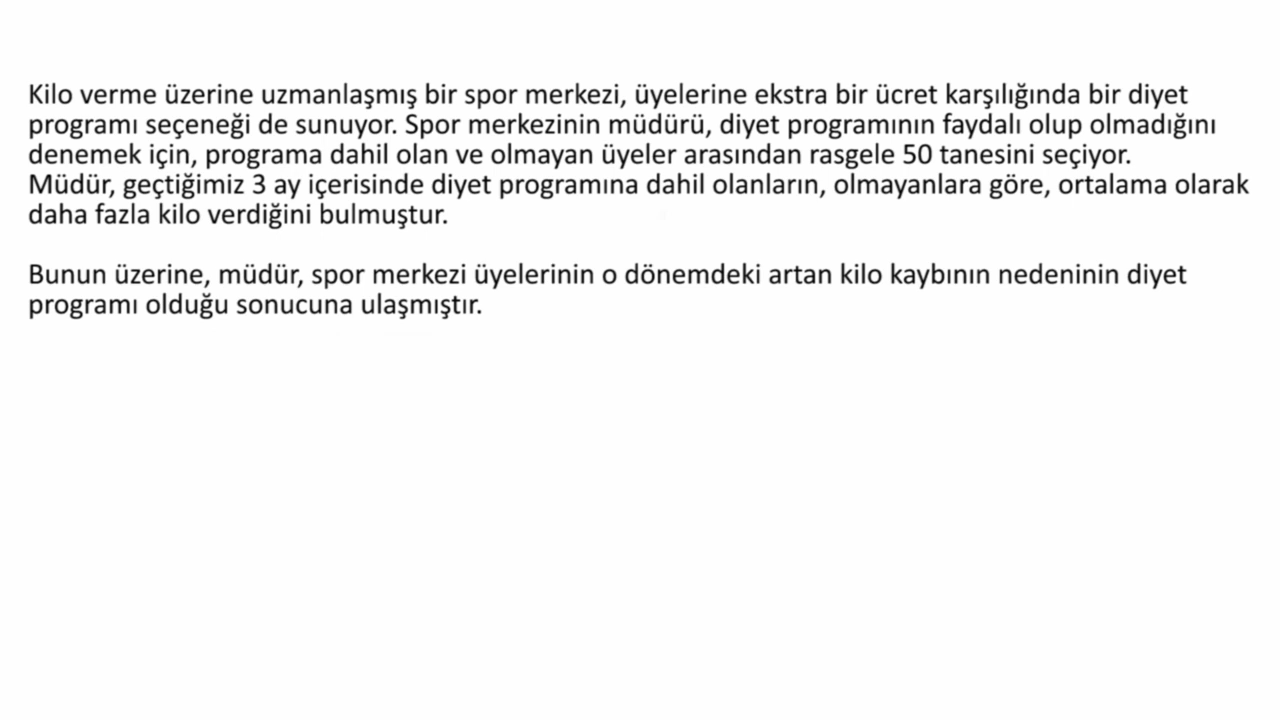 Kilo verme üzerine uzmanlaşmış bir spor merkezi, üyelerine ekstra bir ücret karşılığında bir diyet
programı seçeneği de sunuyor. Spor merkezinin müdürü, diyet programının faydalı olup olmadığını
denemek için, programa dahil olan ve olmayan üyeler arasından rasgele 50 tanesini seçiyor.
Müdür, geçtiğimiz 3 ay içerisinde diyet programına dahil olanların, olmayanlara göre, ortalama olarak
daha fazla kilo verdiğini bulmuştur.
Bunun üzerine, müdür, spor merkezi üyelerinin o dönemdeki artan kilo kaybının nedeninin diyet
programı olduğu sonucuna ulaşmıştır.